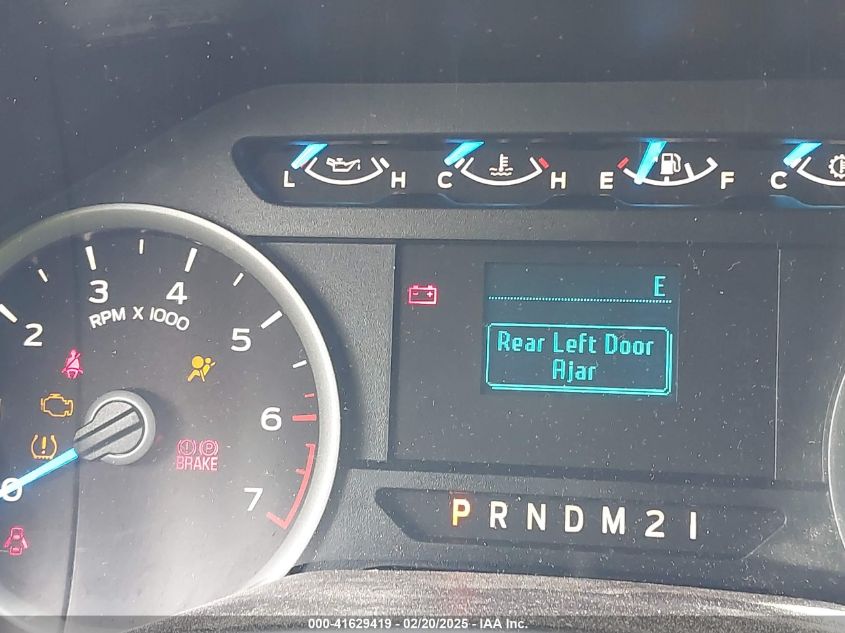 L H C H E F C
E
Rear Left Door
Ajar
2 3 4 5 6 7
RPM X 1000
BRAKE
0
P R N D M 2 1
000-41629419 - 02/20/2025 - IAA Inc.